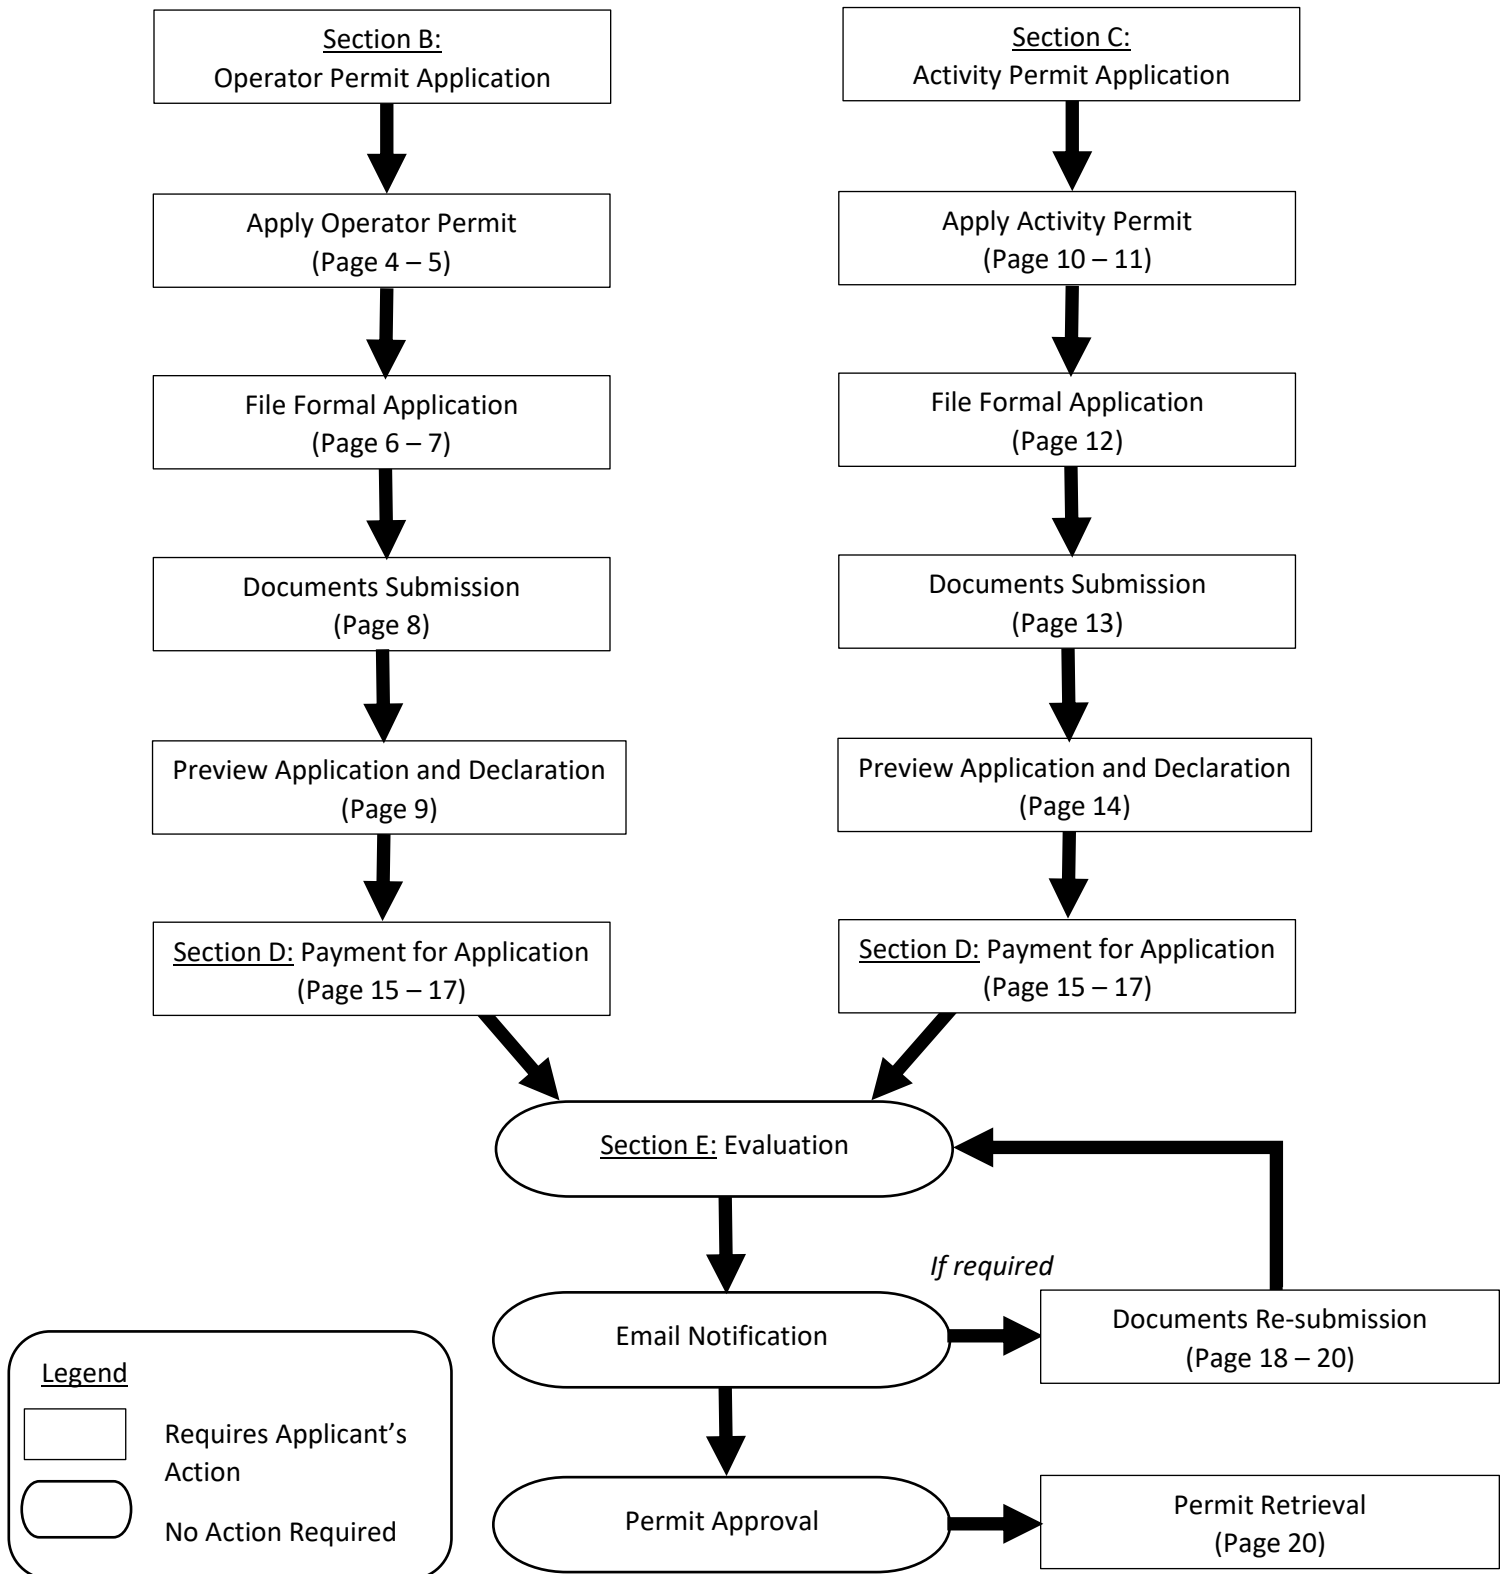 Section B:
Operator Permit Application
Apply Operator Permit
(Page 4 – 5)
File Formal Application
(Page 6 – 7)
Documents Submission
(Page 8)
Preview Application and Declaration
(Page 9)
Section D: Payment for Application
(Page 15 – 17)
Section C:
Activity Permit Application
Apply Activity Permit
(Page 10 – 11)
File Formal Application
(Page 12)
Documents Submission
(Page 13)
Preview Application and Declaration
(Page 14)
Section D: Payment for Application
(Page 15 – 17)
Section E: Evaluation
Email Notification
If required
Documents Re-submission
(Page 18 – 20)
Permit Approval
Permit Retrieval
(Page 20)
Legend
Requires Applicant’s
Action
No Action Required